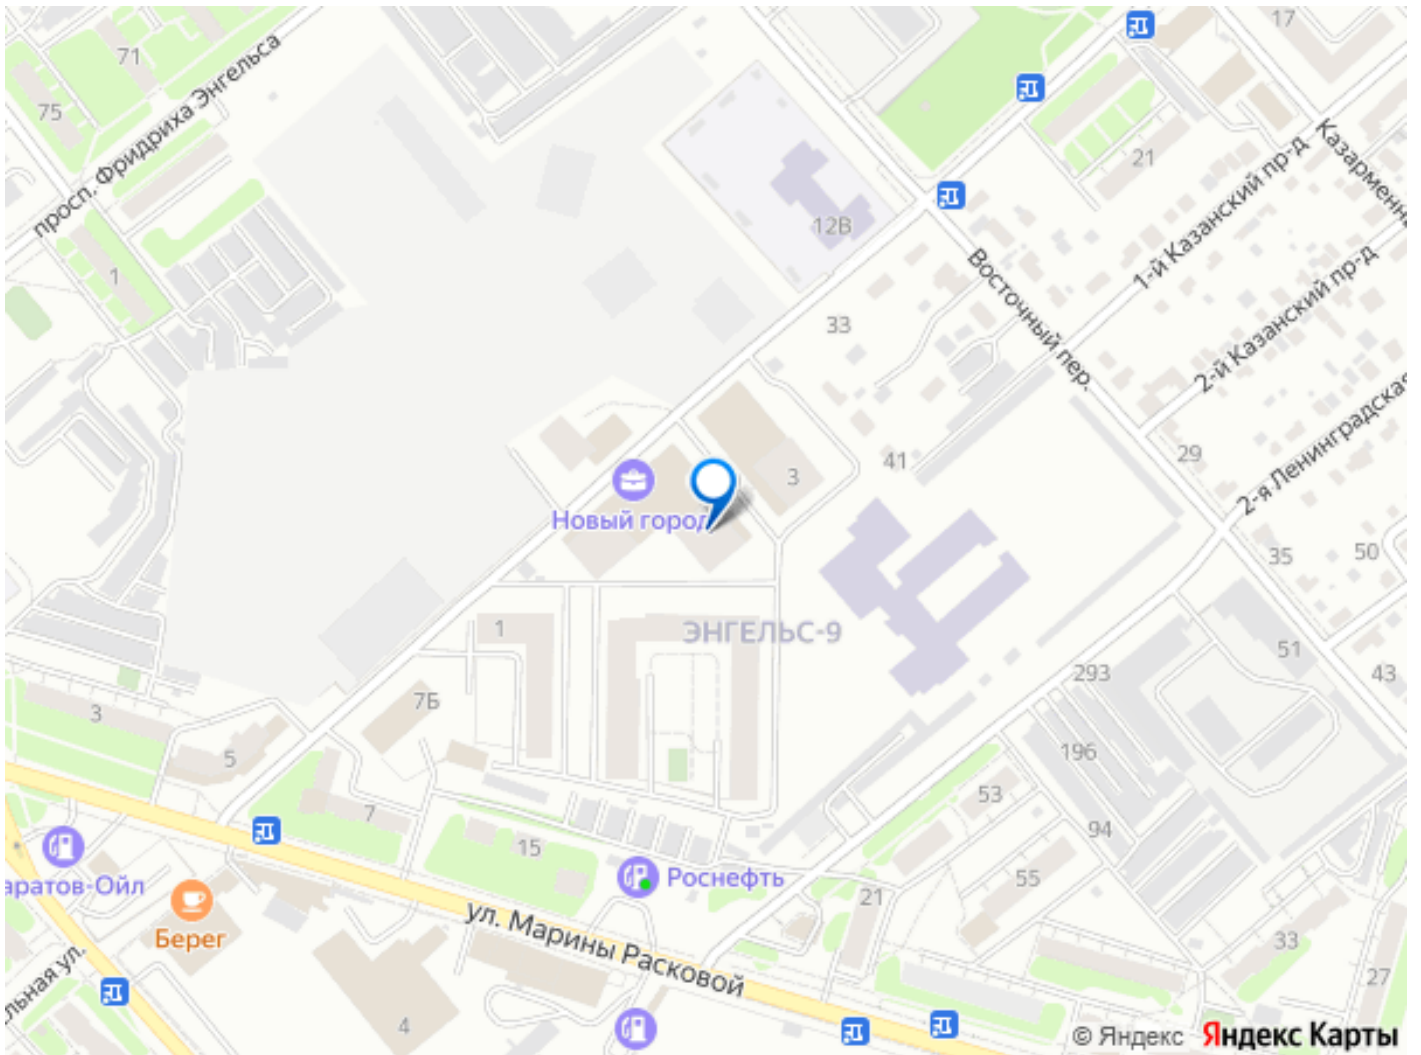 71
75
просп. Фридриха Энгельса
17
21
Казарменна
1-й Казанский пр-д
2-й Казанский пр-д
12В
Восточный пер.
1
33
2-я Ленинградская
29
41
3
Новый город
35
50
1
ЭНГЕЛЬС-9
51
43
293
7Б
3
5
196
53
7
94
15
Роснефть
55
21
аратов-Ойл
Берег
ул. Марины Расковой
33
27
льная ул.
4
© Яндекс
Яндекс Карты